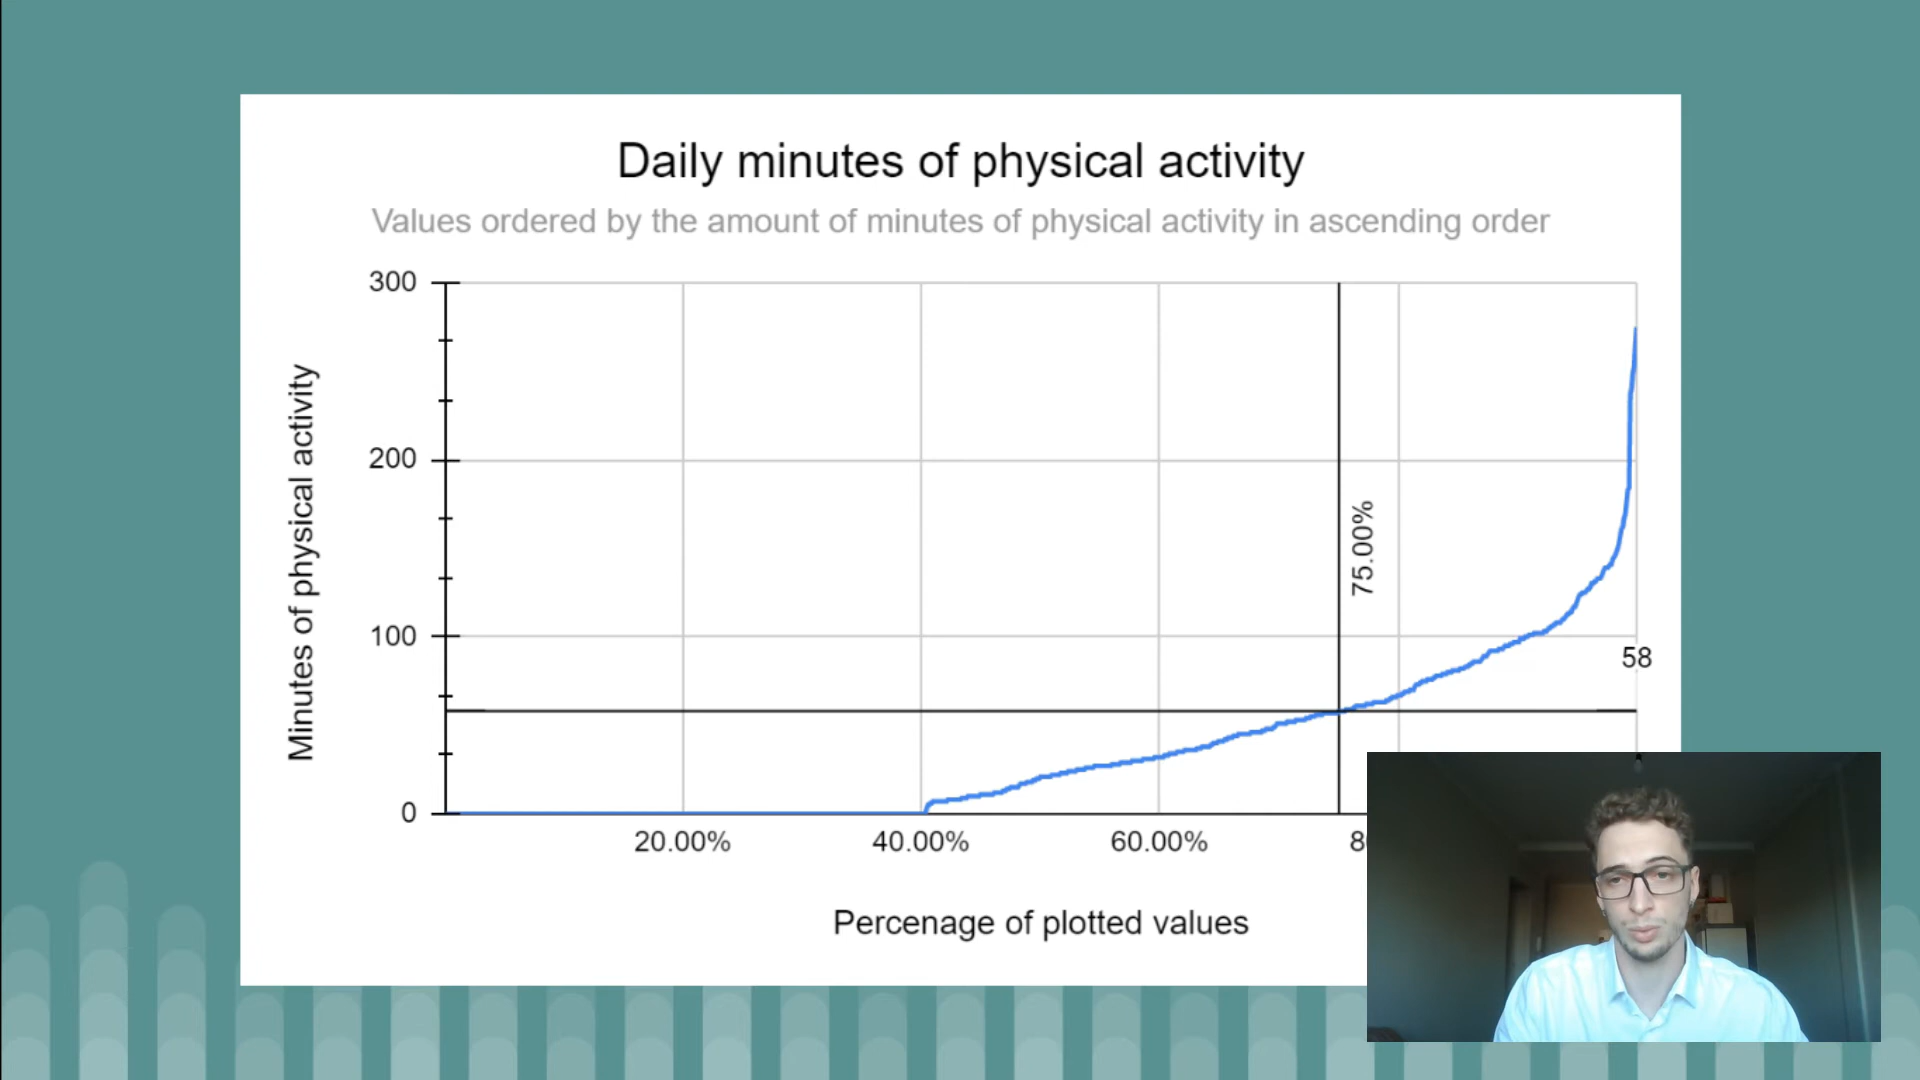 Daily minutes of physical activity
Values ordered by the amount of minutes of physical activity in ascending order
Minutes of physical activity
300
200
100
0
75.00%
58
20.00%
40.00%
60.00%
Percenage of plotted values